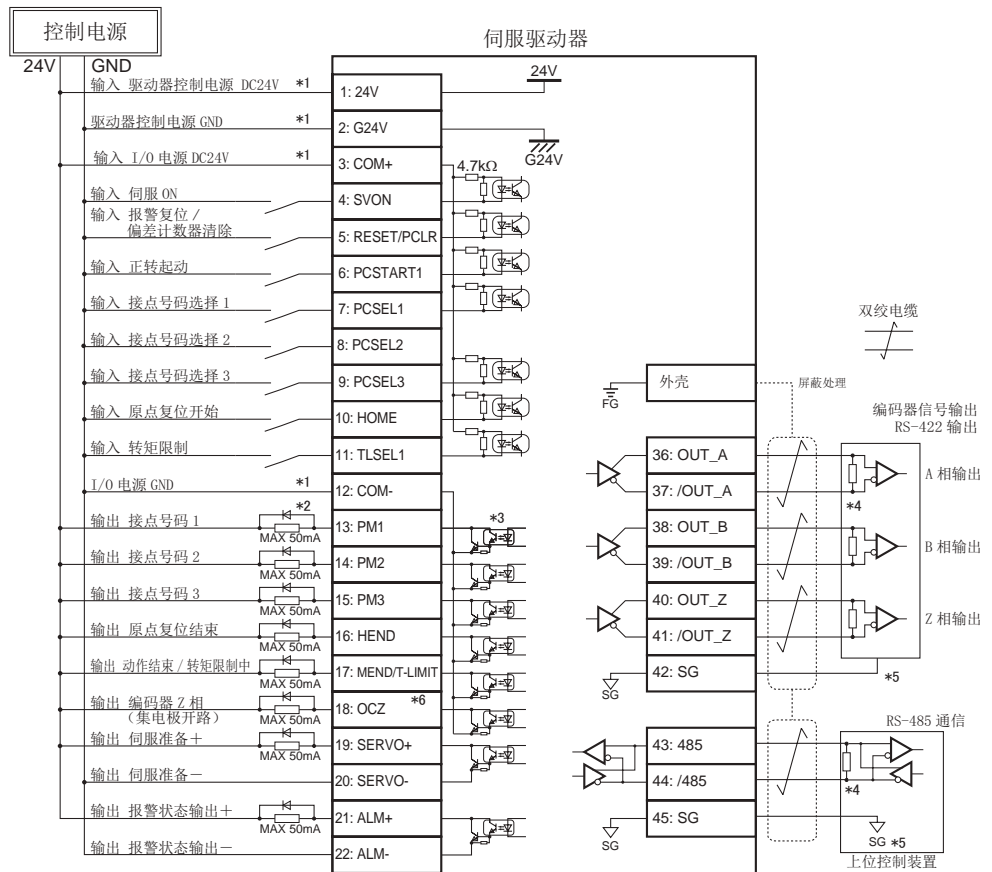 控制电源
伺服驱动器
24V
GND
24V
输入 驱动器控制电源 DC24V *1
1: 24V
驱动器控制电源 GND *1
2: G24V
G24V
输入 I/O 电源 DC24V *1
3: COM+
4.7kΩ
输入 伺服 ON
4: SVON
输入 报警复位 /
偏差计数器清除
5: RESET/PCLR
输入 正转起动
6: PCSTART1
输入 接点号码选择 1
7: PCSEL1
输入 接点号码选择 2
8: PCSEL2
输入 接点号码选择 3
9: PCSEL3
输入 原点复位开始
10: HOME
输入 转矩限制
11: TLSEL1
I/O 电源 GND *1
12: COM-
*2
输出 接点号码 1
MAX 50mA
13: PM1
*3
输出 接点号码 2
MAX 50mA
14: PM2
输出 接点号码 3
MAX 50mA
15: PM3
输出 原点复位结束
MAX 50mA
16: HEND
输出 动作结束 / 转矩限制中
MAX 50mA
17: MEND/T-LIMIT
输出 编码器 Z 相
（集电极开路）
MAX 50mA
18: OCZ
*6
输出 伺服准备＋
MAX 50mA
19: SERVO+
输出 伺服准备－
20: SERVO-
输出 报警状态输出＋
MAX 50mA
21: ALM+
输出 报警状态输出－
22: ALM-
双绞电缆
外壳
FG
屏蔽处理
编码器信号输出
RS-422 输出
36: OUT_A
37: /OUT_A
*4
A 相输出
38: OUT_B
39: /OUT_B
B 相输出
40: OUT_Z
41: /OUT_Z
Z 相输出
42: SG
SG
*5
RS-485 通信
43: 485
44: /485
*4
45: SG
SG
SG *5
上位控制装置